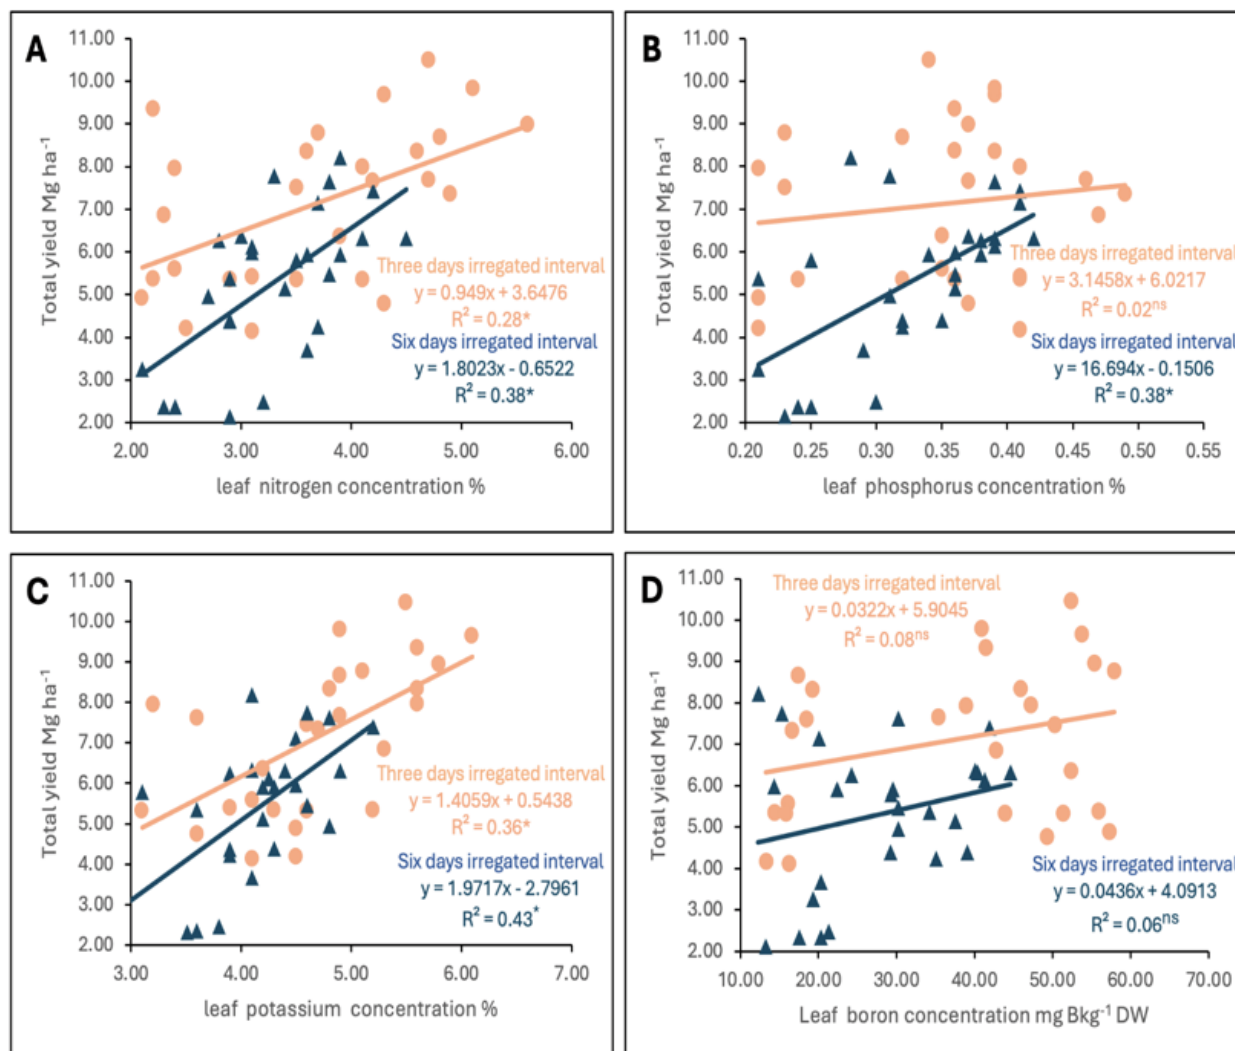 A
Total yield Mg ha⁻¹
11.00
10.00
9.00
8.00
7.00
6.00
5.00
4.00
3.00
2.00
Three days irregated interval
y = 0.949x + 3.6476
R² = 0.28*
Six days irregated interval
y = 1.8023x - 0.6522
R² = 0.38*
2.00 3.00 4.00 5.00 6.00
leaf nitrogen concentration %
B
Total yield Mg ha⁻¹
11.00
10.00
9.00
8.00
7.00
6.00
5.00
4.00
3.00
2.00
Three days irregated interval
y = 3.1458x + 6.0217
R² = 0.02ⁿˢ
Six days irregated interval
y = 16.694x - 0.1506
R² = 0.38*
0.20 0.25 0.30 0.35 0.40 0.45 0.50 0.55
leaf phosphorus concentration %
C
Total yield Mg ha⁻¹
11.00
10.00
9.00
8.00
7.00
6.00
5.00
4.00
3.00
2.00
Three days irregated interval
y = 1.4059x + 0.5438
R² = 0.36*
Six days irregated interval
y = 1.9717x - 2.7961
R² = 0.43*
3.00 4.00 5.00 6.00 7.00
leaf potassium concentration %
D
Total yield Mg ha⁻¹
11.00
10.00
9.00
8.00
7.00
6.00
5.00
4.00
3.00
2.00
Three days irregated interval
y = 0.0322x + 5.9045
R² = 0.08ⁿˢ
Six days irregated interval
y = 0.0436x + 4.0913
R² = 0.06ⁿˢ
10.00 20.00 30.00 40.00 50.00 60.00 70.00
Leaf boron concentration mg Bkg⁻¹ DW